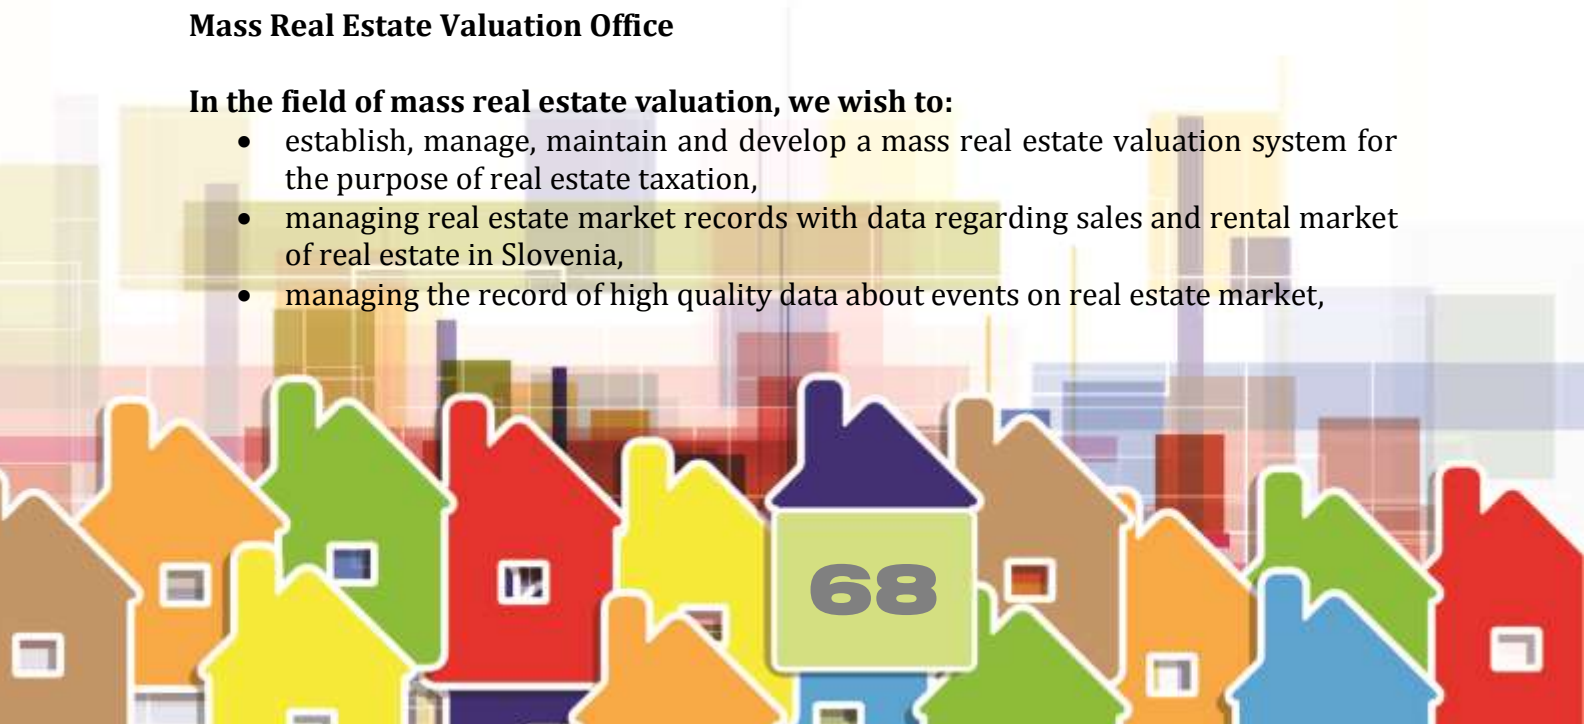 Mass Real Estate Valuation Office
In the field of mass real estate valuation, we wish to:
• establish, manage, maintain and develop a mass real estate valuation system for
the purpose of real estate taxation,
• managing real estate market records with data regarding sales and rental market
of real estate in Slovenia,
• managing the record of high quality data about events on real estate market,
68